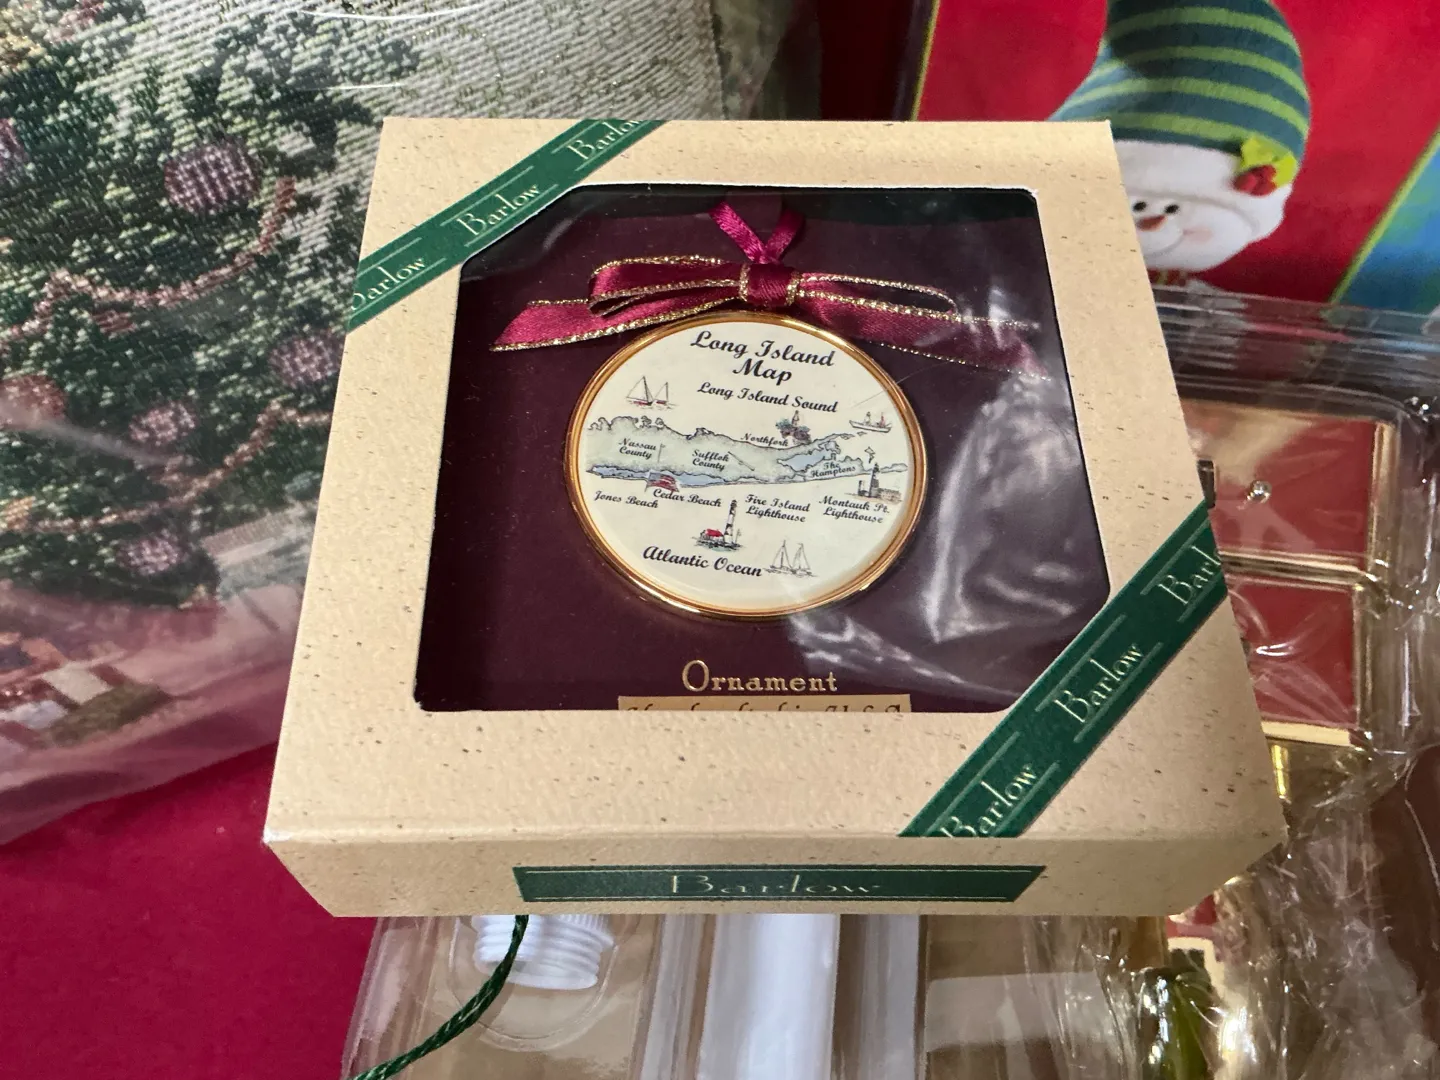 Barlow
Barlow
Barlow
Long Island
Map
Long Island Sound
Northfork
Nassau
County
Sufflok
County
The
Hamptons
Jones Beach
Cedar Beach
Fire Island
Lighthouse
Montauk Pt.
Lighthouse
Atlantic Ocean
Ornament
Barlow
Barlow
Barlow